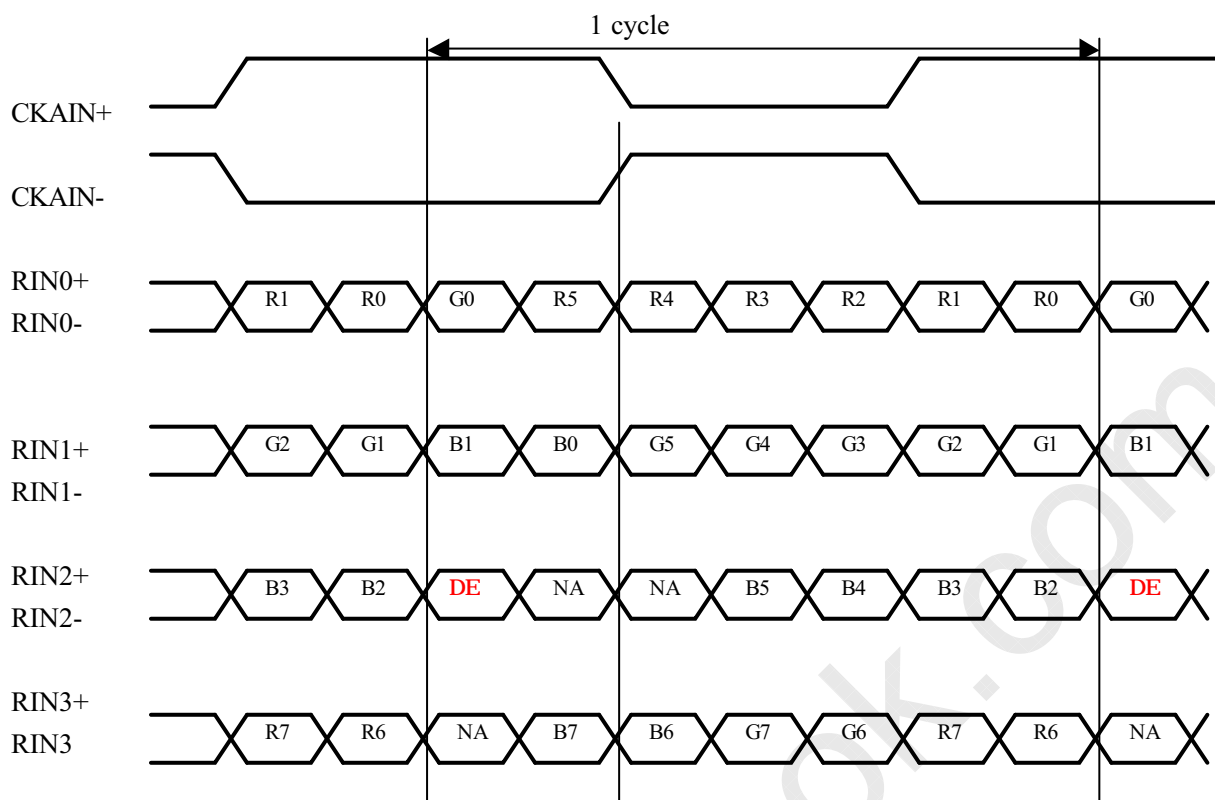 1 cycle
CKAIN+
CKAIN-
RIN0+
R1 R0 G0 R5 R4 R3 R2 R1 R0 G0
RIN0-
RIN1+
G2 G1 B1 B0 G5 G4 G3 G2 G1 B1
RIN1-
RIN2+
B3 B2 DE NA NA B5 B4 B3 B2 DE
RIN2-
RIN3+
R7 R6 NA B7 B6 G7 G6 R7 R6 NA
RIN3
ok.com